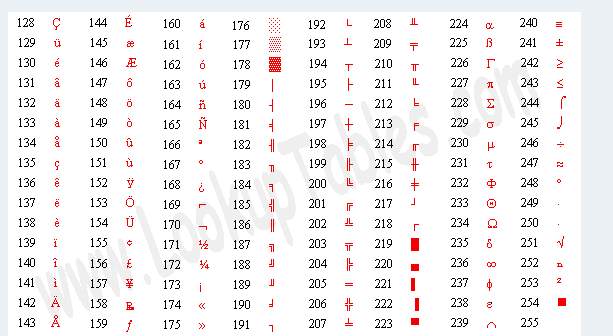 128 Ç 144 É 160 á 176 ░ 192 └ 208 ╨ 224 α 240 ≡
129 ü 145 æ 161 í 177 ▒ 193 ┴ 209 ╤ 225 ß 241 ±
130 é 146 Æ 162 ó 178 ▓ 194 ┬ 210 ╥ 226 Γ 242 ≥
131 â 147 ô 163 ú 179 │ 195 ├ 211 ╙ 227 π 243 ≤
132 ä 148 ö 164 ñ 180 ┤ 196 ─ 212 ╘ 228 Σ 244 ⌠
133 à 149 ò 165 Ñ 181 ╡ 197 ┼ 213 ╒ 229 σ 245 ⌡
134 å 150 û 166 ª 182 ╢ 198 ╞ 214 ╓ 230 µ 246 ÷
135 ç 151 ù 167 º 183 ╖ 199 ╟ 215 ╫ 231 τ 247 ≈
136 ê 152 ÿ 168 ¿ 184 ╕ 200 ╚ 216 ╪ 232 Φ 248 °
137 ë 153 Ö 169 ⌐ 185 ╣ 201 ╔ 217 ┘ 233 Θ 249 ∙
138 è 154 Ü 170 ¬ 186 ║ 202 ╩ 218 ┌ 234 Ω 250 ·
139 ï 155 ¢ 171 ½ 187 ╗ 203 ╦ 219 █ 235 δ 251 √
140 î 156 £ 172 ¼ 188 ╝ 204 ╠ 220 ▄ 236 ∞ 252 ⁿ
141 ì 157 ¥ 173 ¡ 189 ╜ 205 ═ 221 ▌ 237 φ 253 ²
142 Ä 158 ₧ 174 « 190 ╛ 206 ╬ 222 ▐ 238 ε 254 ■
143 Å 159 ƒ 175 » 191 ┐ 207 ╧ 223 ▀ 239 ∩ 255
www.LookupTables.com